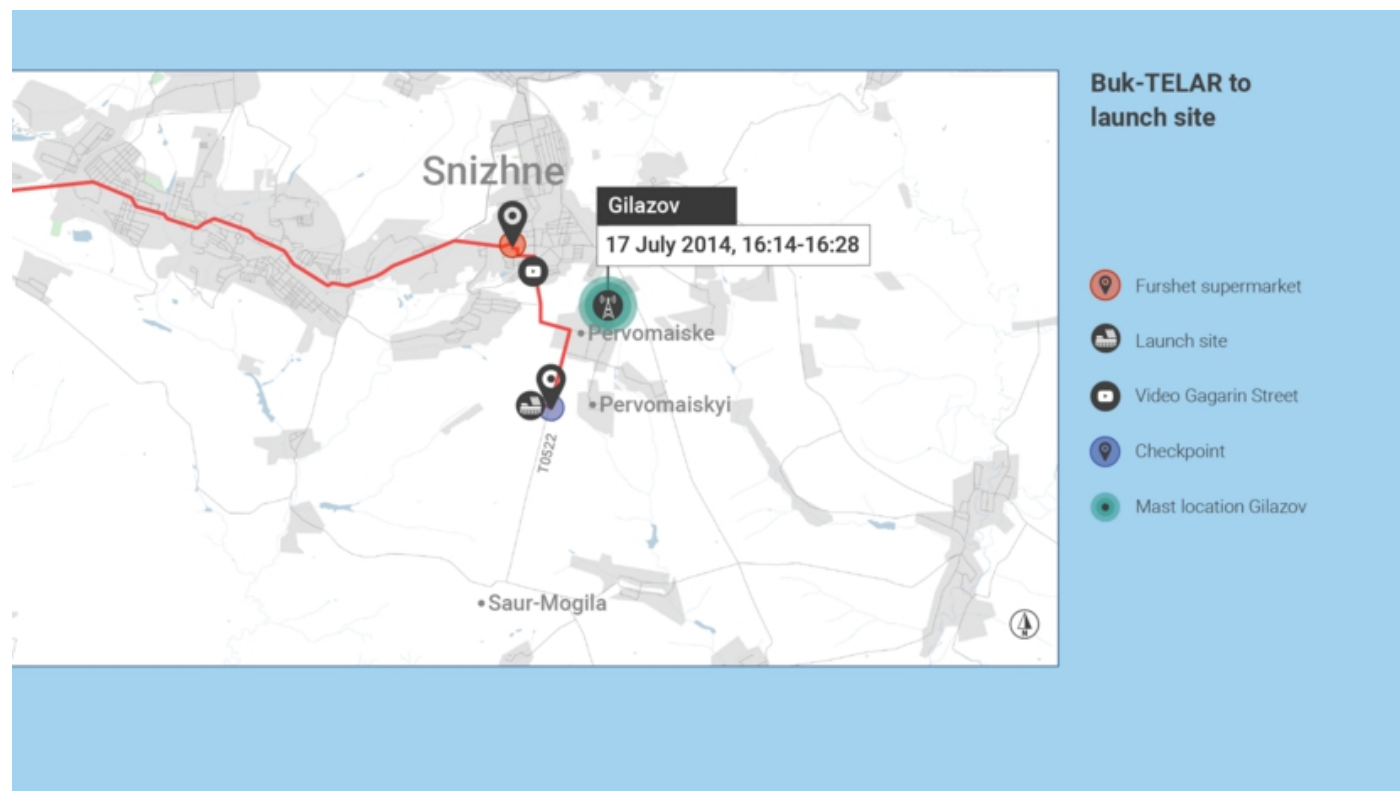 Buk-TELAR to
launch site
Snizhne
Gilazov
17 July 2014, 16:14-16:28
Pervomaiske
Pervomaiskyi
T0522
Saur-Mogila
N
Furshet supermarket
Launch site
Video Gagarin Street
Checkpoint
Mast location Gilazov